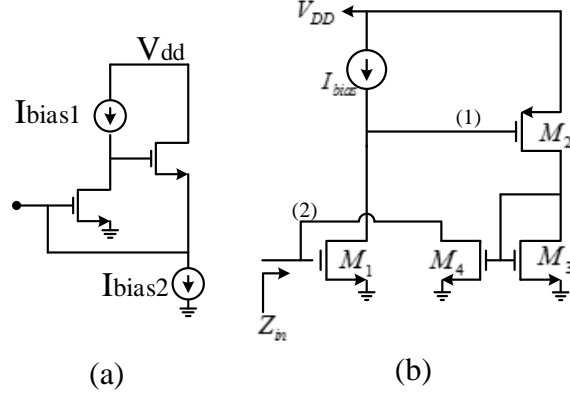 Vdd
Ibias1
Ibias2
(a)
V_DD
I_bias
(1)
M_2
(2)
M_1
M_4
M_3
Z_in
(b)